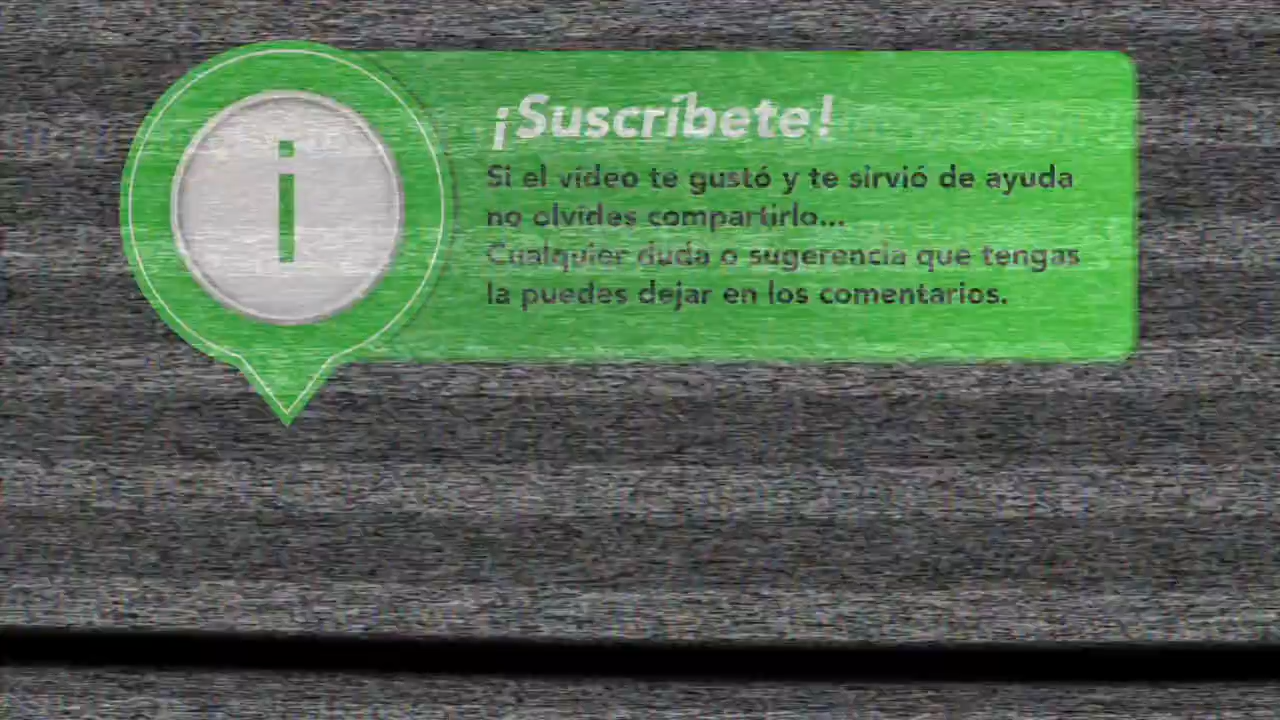 i
¡Suscríbete!
Si el vídeo te gustó y te sirvió de ayuda
no olvides compartirlo...
Cualquier duda o sugerencia que tengas
la puedes dejar en los comentarios.